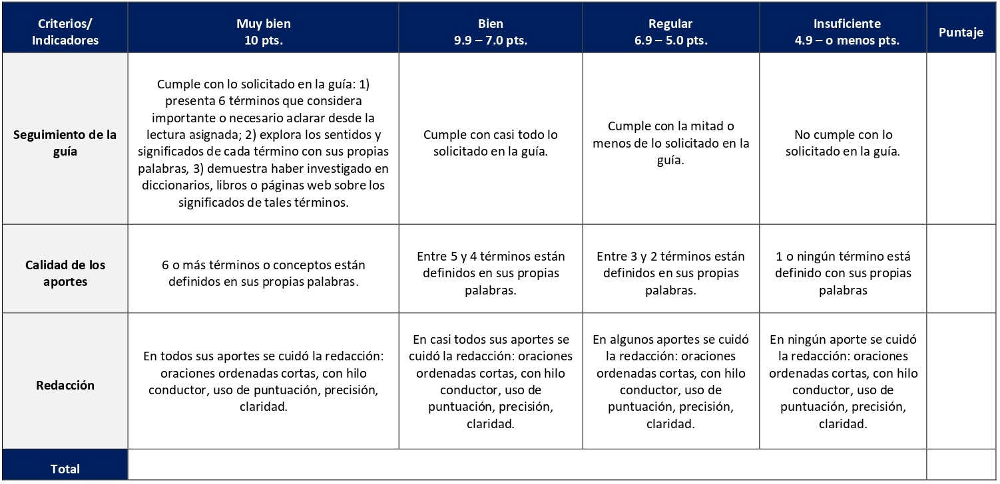 Criterios/
Indicadores
Muy bien
10 pts.
Bien
9.9 – 7.0 pts.
Regular
6.9 – 5.0 pts.
Insuficiente
4.9 – o menos pts.
Puntaje
Seguimiento de la
guía
Cumple con lo solicitado en la guía: 1)
presenta 6 términos que considera
importante o necesario aclarar desde la
lectura asignada; 2) explora los sentidos y
significados de cada término con sus propias
palabras, 3) demuestra haber investigado en
diccionarios, libros o páginas web sobre los
significados de tales términos.
Cumple con casi todo lo
solicitado en la guía.
Cumple con la mitad o
menos de lo solicitado en la
guía.
No cumple con lo
solicitado en la guía.
Calidad de los
aportes
6 o más términos o conceptos están
definidos en sus propias palabras.
Entre 5 y 4 términos están
definidos en sus propias
palabras.
Entre 3 y 2 términos están
definidos en sus propias
palabras.
1 o ningún término está
definido con sus propias
palabras
Redacción
En todos sus aportes se cuidó la redacción:
oraciones ordenadas cortas, con hilo
conductor, uso de puntuación, precisión,
claridad.
En casi todos sus aportes se
cuidó la redacción: oraciones
ordenadas cortas, con hilo
conductor, uso de
puntuación, precisión,
claridad.
En algunos aportes se cuidó
la redacción: oraciones
ordenadas cortas, con hilo
conductor, uso de
puntuación, precisión,
claridad.
En ningún aporte se cuidó
la redacción: oraciones
ordenadas cortas, con hilo
conductor, uso de
puntuación, precisión,
claridad.
Total